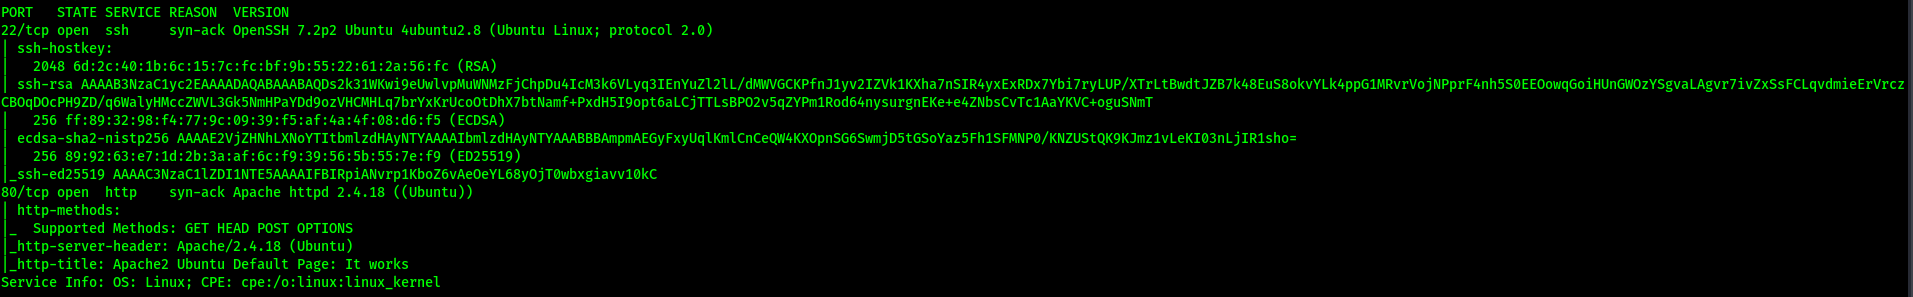 PORT   STATE SERVICE REASON  VERSION
22/tcp open  ssh     syn-ack OpenSSH 7.2p2 Ubuntu 4ubuntu2.8 (Ubuntu Linux; protocol 2.0)
| ssh-hostkey:
|   2048 6d:2c:40:1b:6c:15:7c:fc:bf:9b:55:22:61:2a:56:fc (RSA)
| ssh-rsa AAAAB3NzaC1yc2EAAAADAQABAAABAQDs2k31WKwi9eUwlvpMuWNMzFjChpDu4IcM3k6VLyq3IEnYuZl2lL/dMWVGCKPfnJ1yv2IZVk1KXha7nSIR4yxExRDx7Ybi7ryLUP/XTrLtBwdtJZB7k48EuS8okvYLk4ppG1MRvrVojNPprF4nh5S0EEOowqGoiHUnGWOzYSgvaLAgvr7ivZxSsFCLqvdmieErVrcz
CBOqDOcPH9ZD/q6WalyHMccZWVL3Gk5NmHPaYDd9ozVHCMHLq7brYxKrUcoOtDhX7btNamf+PxdH5I9opt6aLCjTTLsBPO2v5qZYPm1Rod64nysurgnEKe+e4ZNbsCvTc1AaYKVC+oguSNmT
|   256 ff:89:32:98:f4:77:9c:09:39:f5:af:4a:4f:08:d6:f5 (ECDSA)
| ecdsa-sha2-nistp256 AAAAE2VjZHNhLXNoYTItbmlzdHAyNTYAAAAIbmlzdHAyNTYAAABBBAmpmAEGyFxyUqlKmlCnCeQW4KXOpnSG6SwmjD5tGSoYaz5Fh1SFMNP0/KNZUStQK9KJmz1vLeKI03nLjIR1sho=
|   256 89:92:63:e7:1d:2b:3a:af:6c:f9:39:56:5b:55:7e:f9 (ED25519)
|_ssh-ed25519 AAAAC3NzaC1lZDI1NTE5AAAAIFBIRpiANvrp1KboZ6vAeOeYL68yOjT0wbxgiavv10kC
80/tcp open  http    syn-ack Apache httpd 2.4.18 ((Ubuntu))
| http-methods:
|_  Supported Methods: GET HEAD POST OPTIONS
|_http-server-header: Apache/2.4.18 (Ubuntu)
|_http-title: Apache2 Ubuntu Default Page: It works
Service Info: OS: Linux; CPE: cpe:/o:linux:linux_kernel